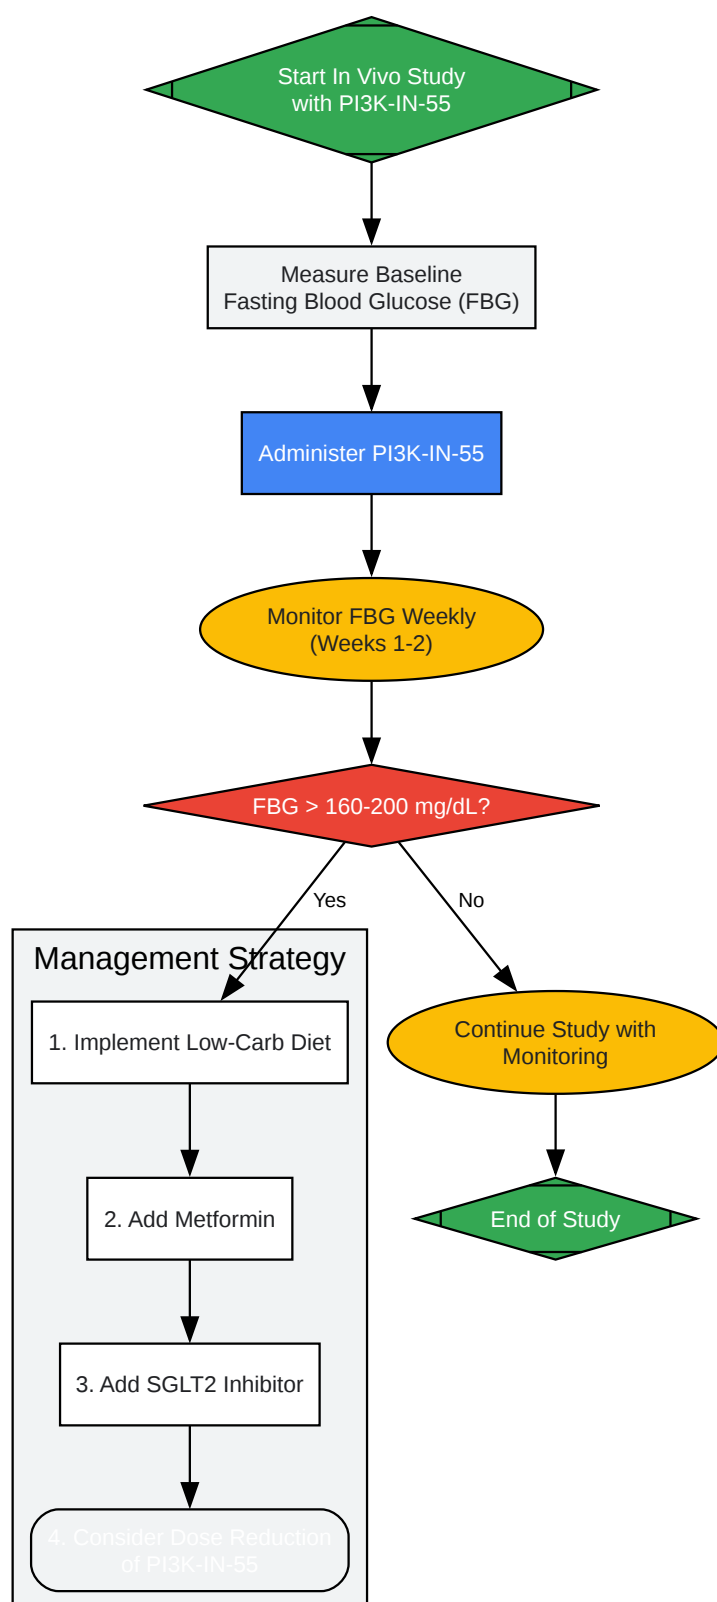 Start In Vivo Study
with PI3K-IN-55
Measure Baseline
Fasting Blood Glucose (FBG)
Administer PI3K-IN-55
Monitor FBG Weekly
(Weeks 1-2)
FBG > 160-200 mg/dL?
Yes
No
Management Strategy
1. Implement Low-Carb Diet
Continue Study with
Monitoring
2. Add Metformin
End of Study
3. Add SGLT2 Inhibitor
4. Consider Dose Reduction
of PI3K-IN-55